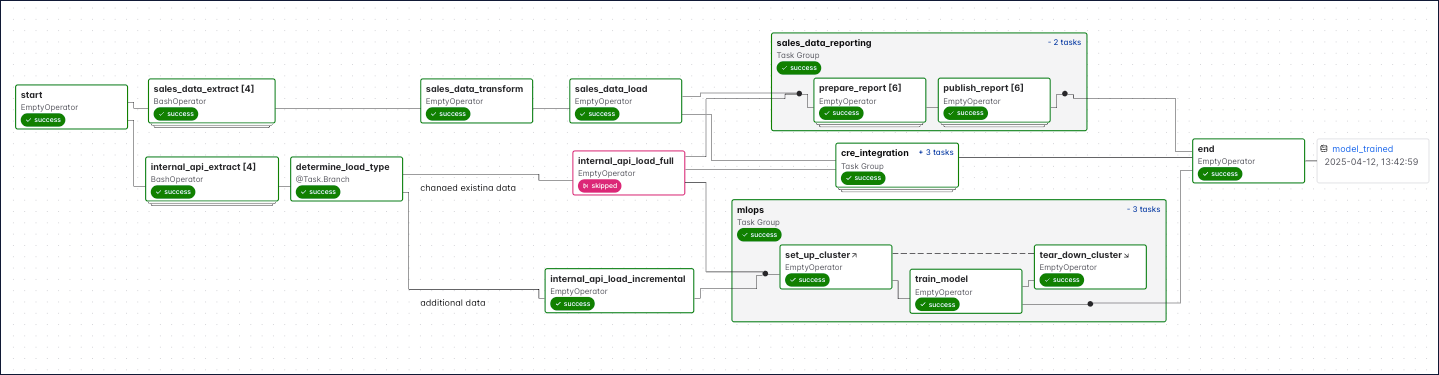 start
EmptyOperator
success
sales_data_extract [4]
BashOperator
success
internal_api_extract [4]
BashOperator
success
determine_load_type
@Task.Branch
success
sales_data_transform
EmptyOperator
success
sales_data_load
EmptyOperator
success
internal_api_load_full
EmptyOperator
skipped
chanaed existina data
internal_api_load_incremental
EmptyOperator
success
additional data
sales_data_reporting
- 2 tasks
Task Group
success
prepare_report [6]
EmptyOperator
success
publish_report [6]
EmptyOperator
success
cre_integration
+ 3 tasks
Task Group
success
mlops
- 3 tasks
Task Group
success
set_up_cluster
EmptyOperator
success
train_model
EmptyOperator
success
tear_down_cluster
EmptyOperator
success
end
EmptyOperator
success
model_trained
2025-04-12, 13:42:59